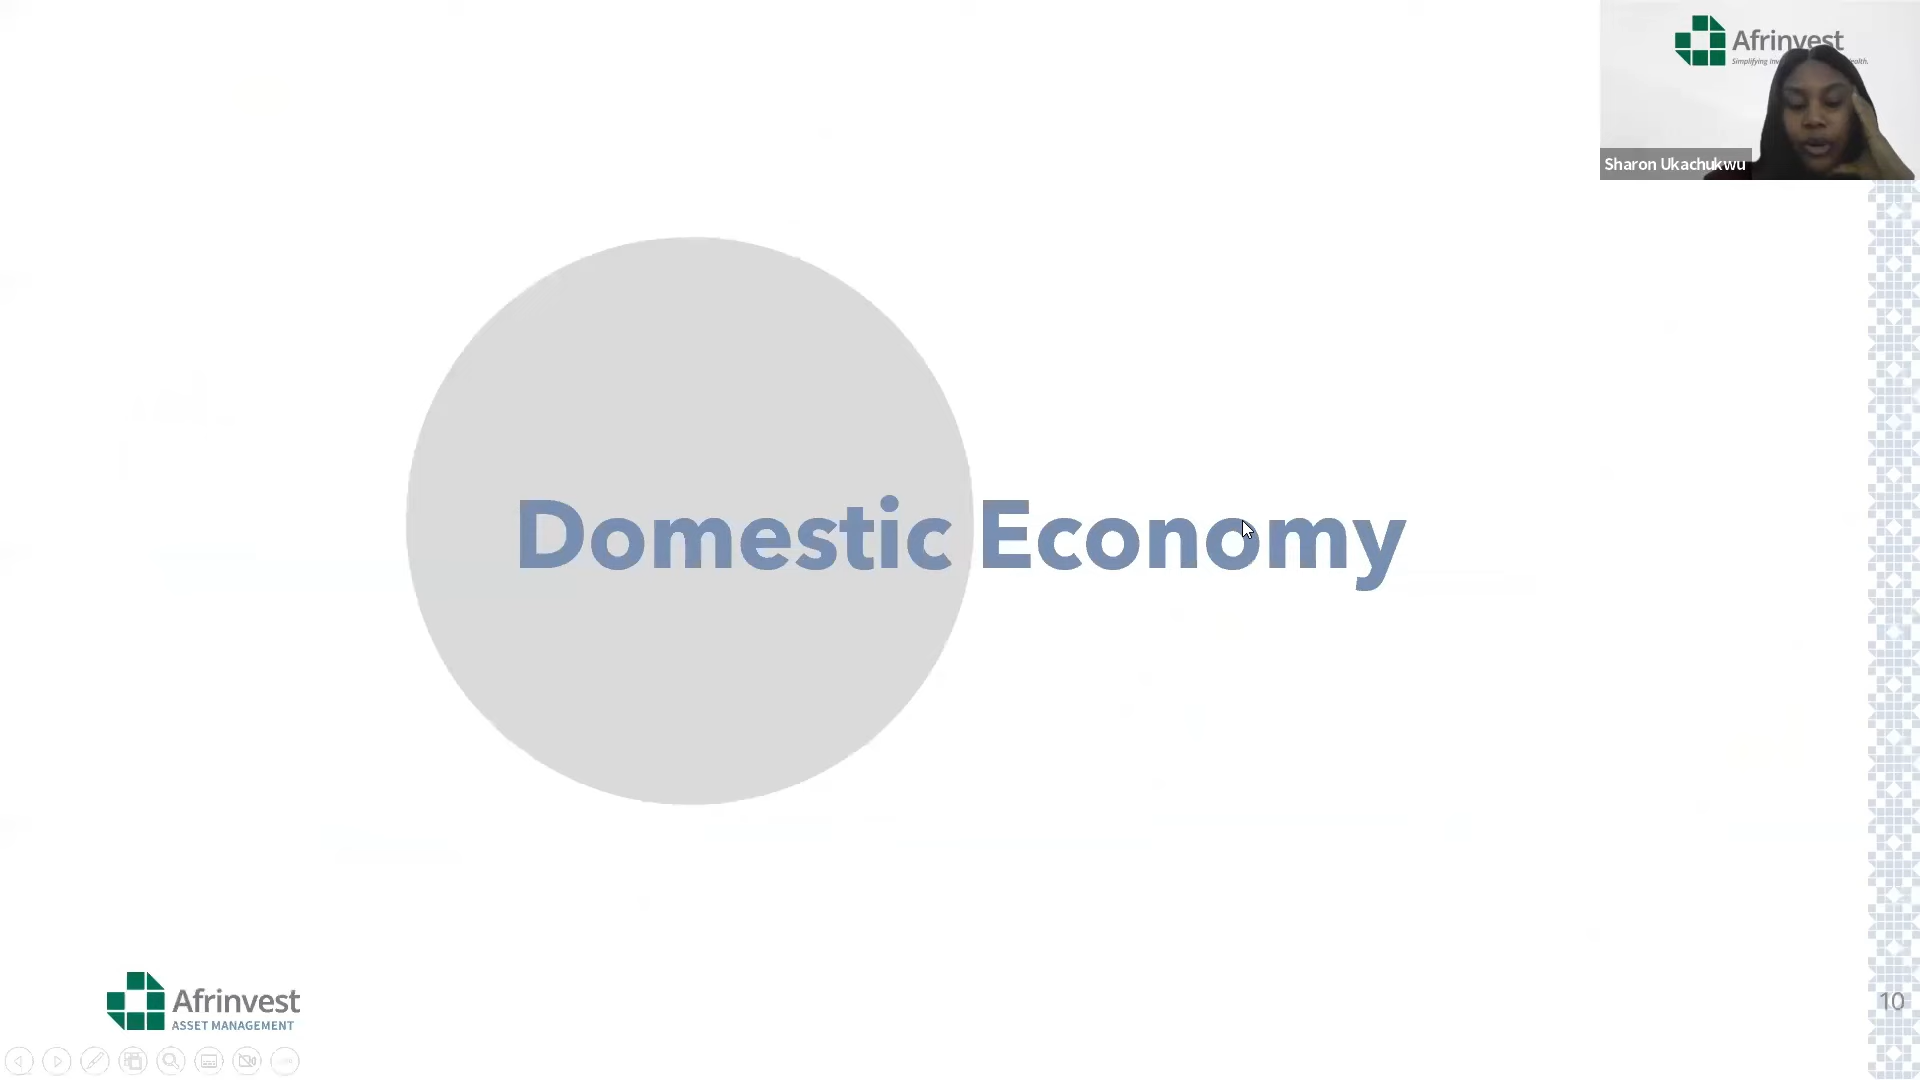 Afrinvest
Sharon Ukachukwu
Domestic Economy
Afrinvest
ASSET MANAGEMENT
10